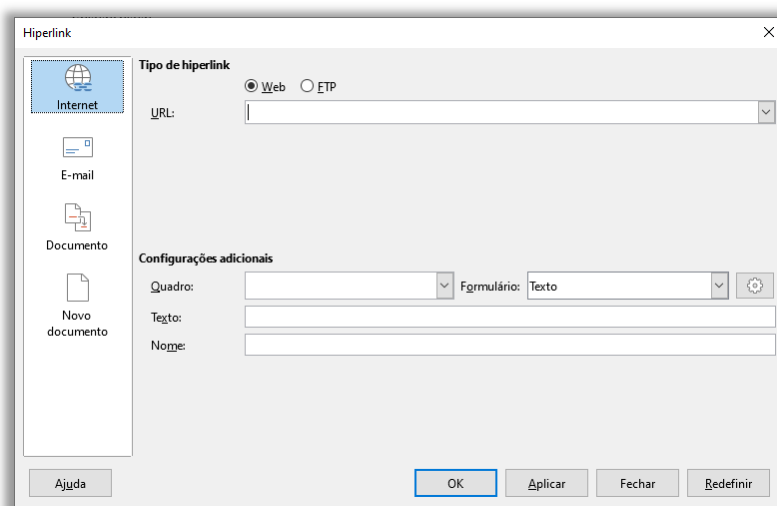 Hiperlink
Internet
E-mail
Documento
Novo
documento
Tipo de hiperlink
Web FTP
URL:
Configurações adicionais
Quadro: Formulário: Texto
Texto:
Nome:
Ajuda OK Aplicar Fechar Redefinir